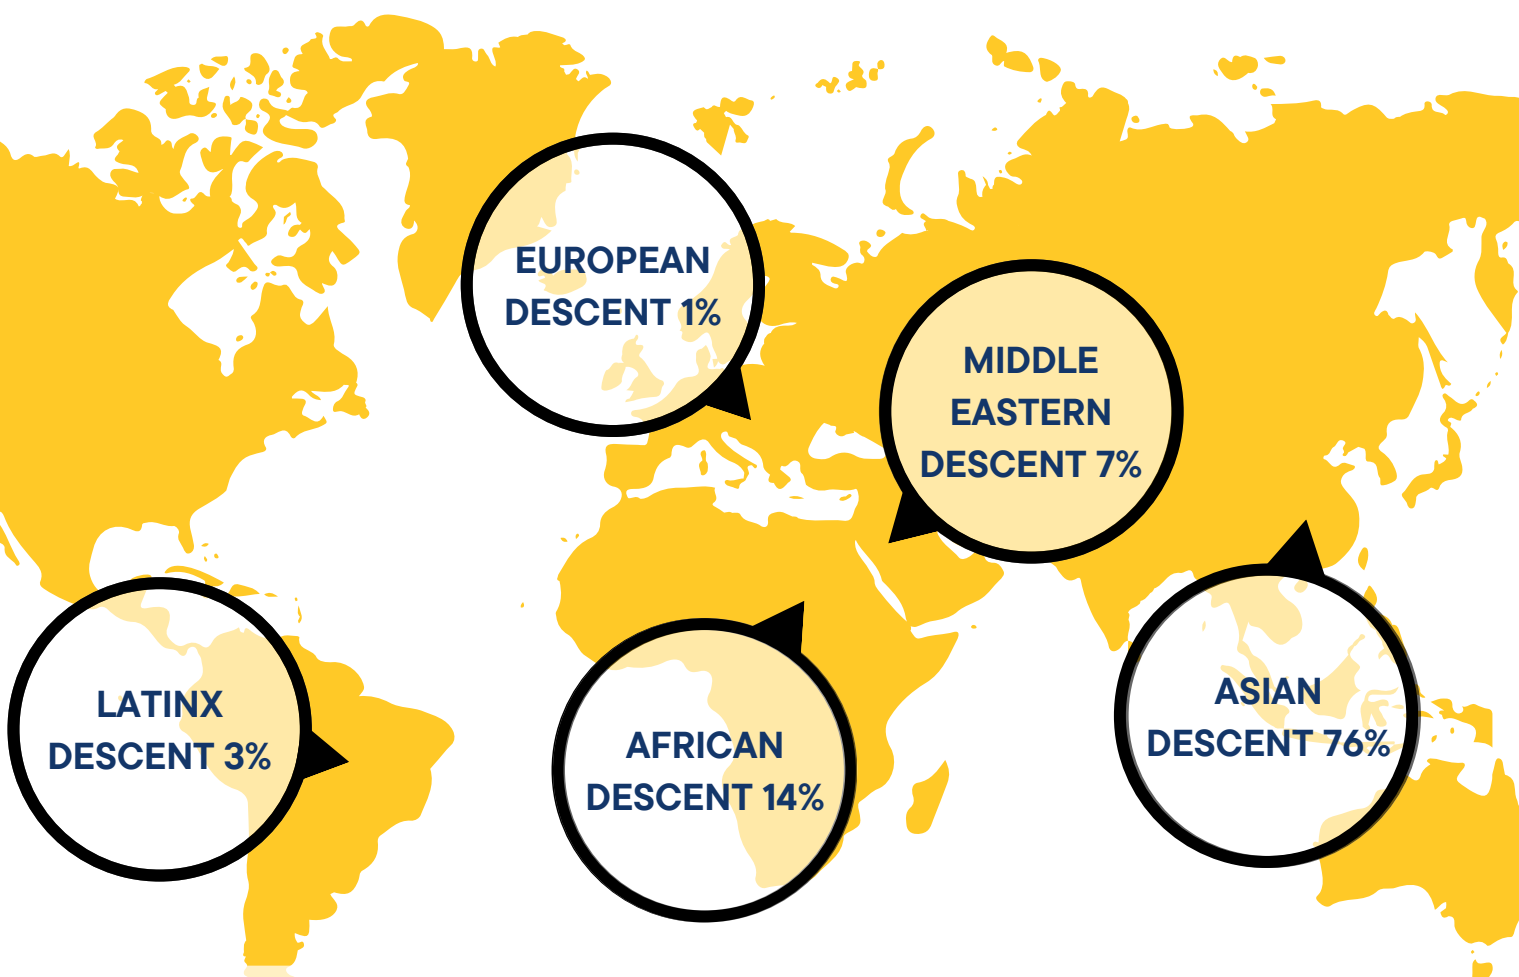 EUROPEAN
DESCENT 1%
MIDDLE
EASTERN
DESCENT 7%
LATINX
DESCENT 3%
AFRICAN
DESCENT 14%
ASIAN
DESCENT 76%